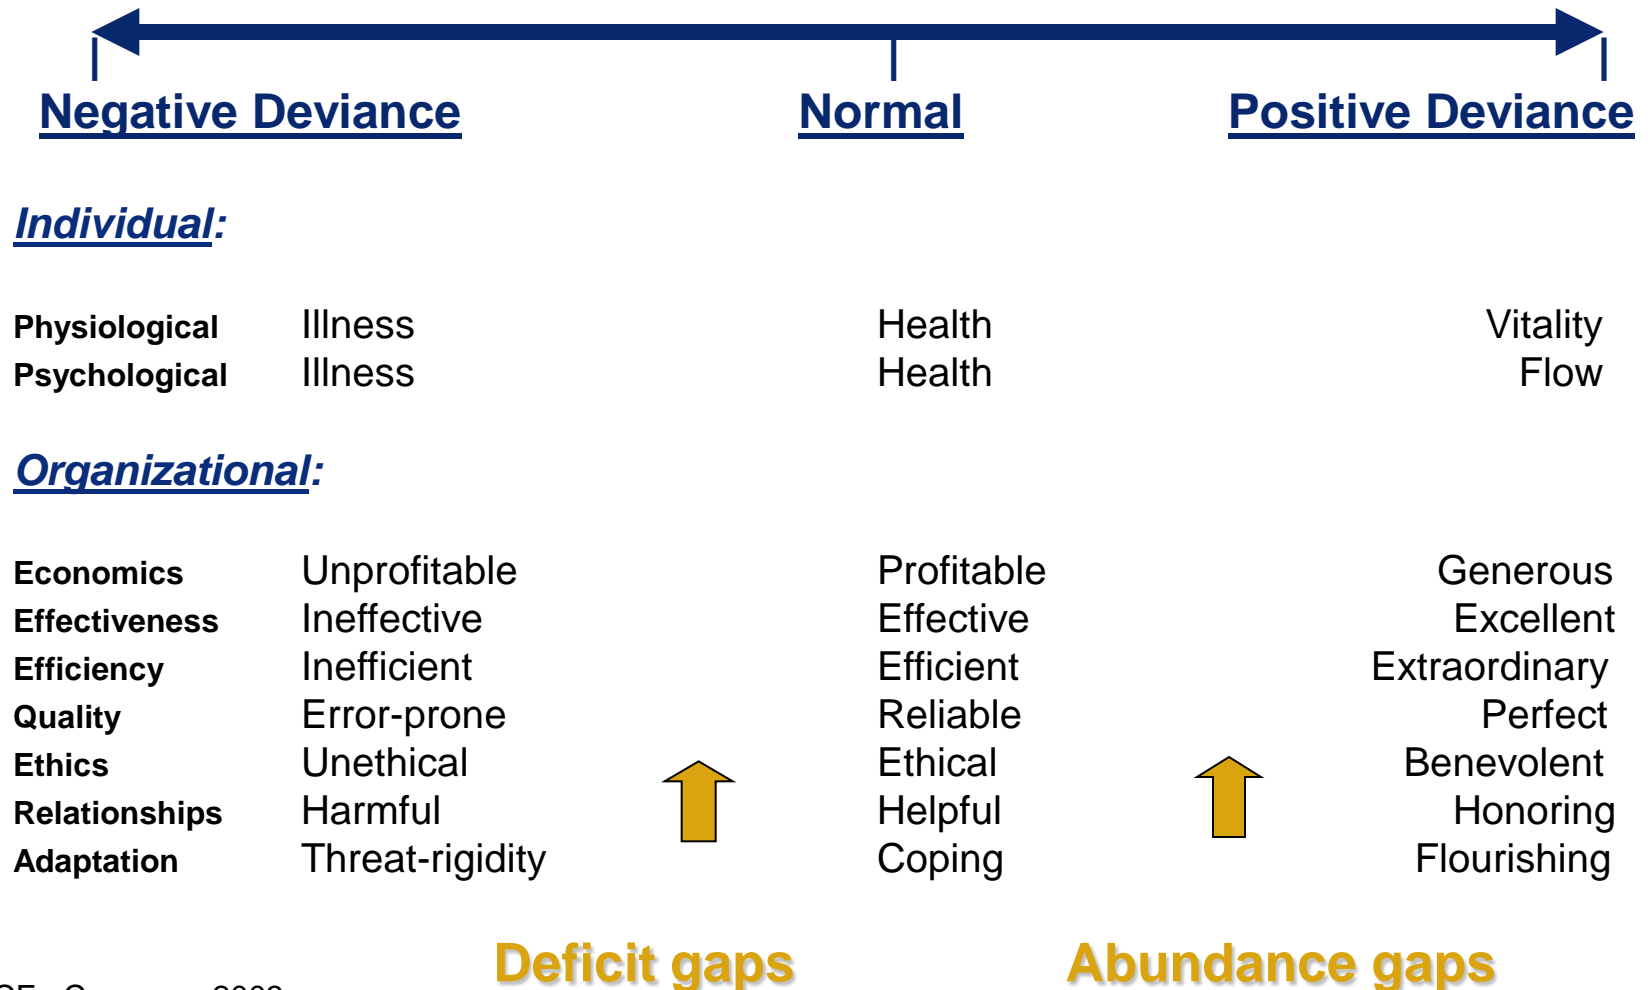 Negative Deviance Normal Positive Deviance
Individual:
Physiological Illness Health Vitality
Psychological Illness Health Flow
Organizational:
Economics Unprofitable Profitable Generous
Effectiveness Ineffective Effective Excellent
Efficiency Inefficient Efficient Extraordinary
Quality Error-prone Reliable Perfect
Ethics Unethical Ethical Benevolent
Relationships Harmful Helpful Honoring
Adaptation Threat-rigidity Coping Flourishing
Deficit gaps Abundance gaps